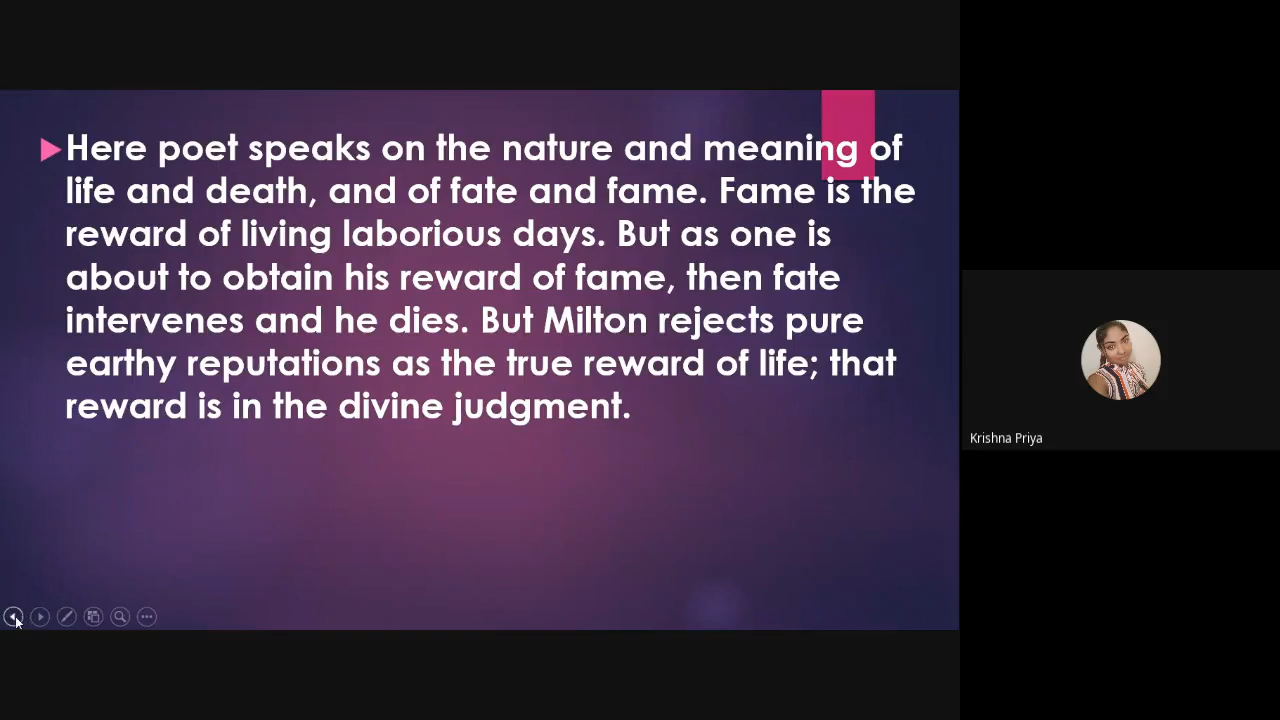 Here poet speaks on the nature and meaning of
life and death, and of fate and fame. Fame is the
reward of living laborious days. But as one is
about to obtain his reward of fame, then fate
intervenes and he dies. But Milton rejects pure
earthy reputations as the true reward of life; that
reward is in the divine judgment.
Krishna Priya